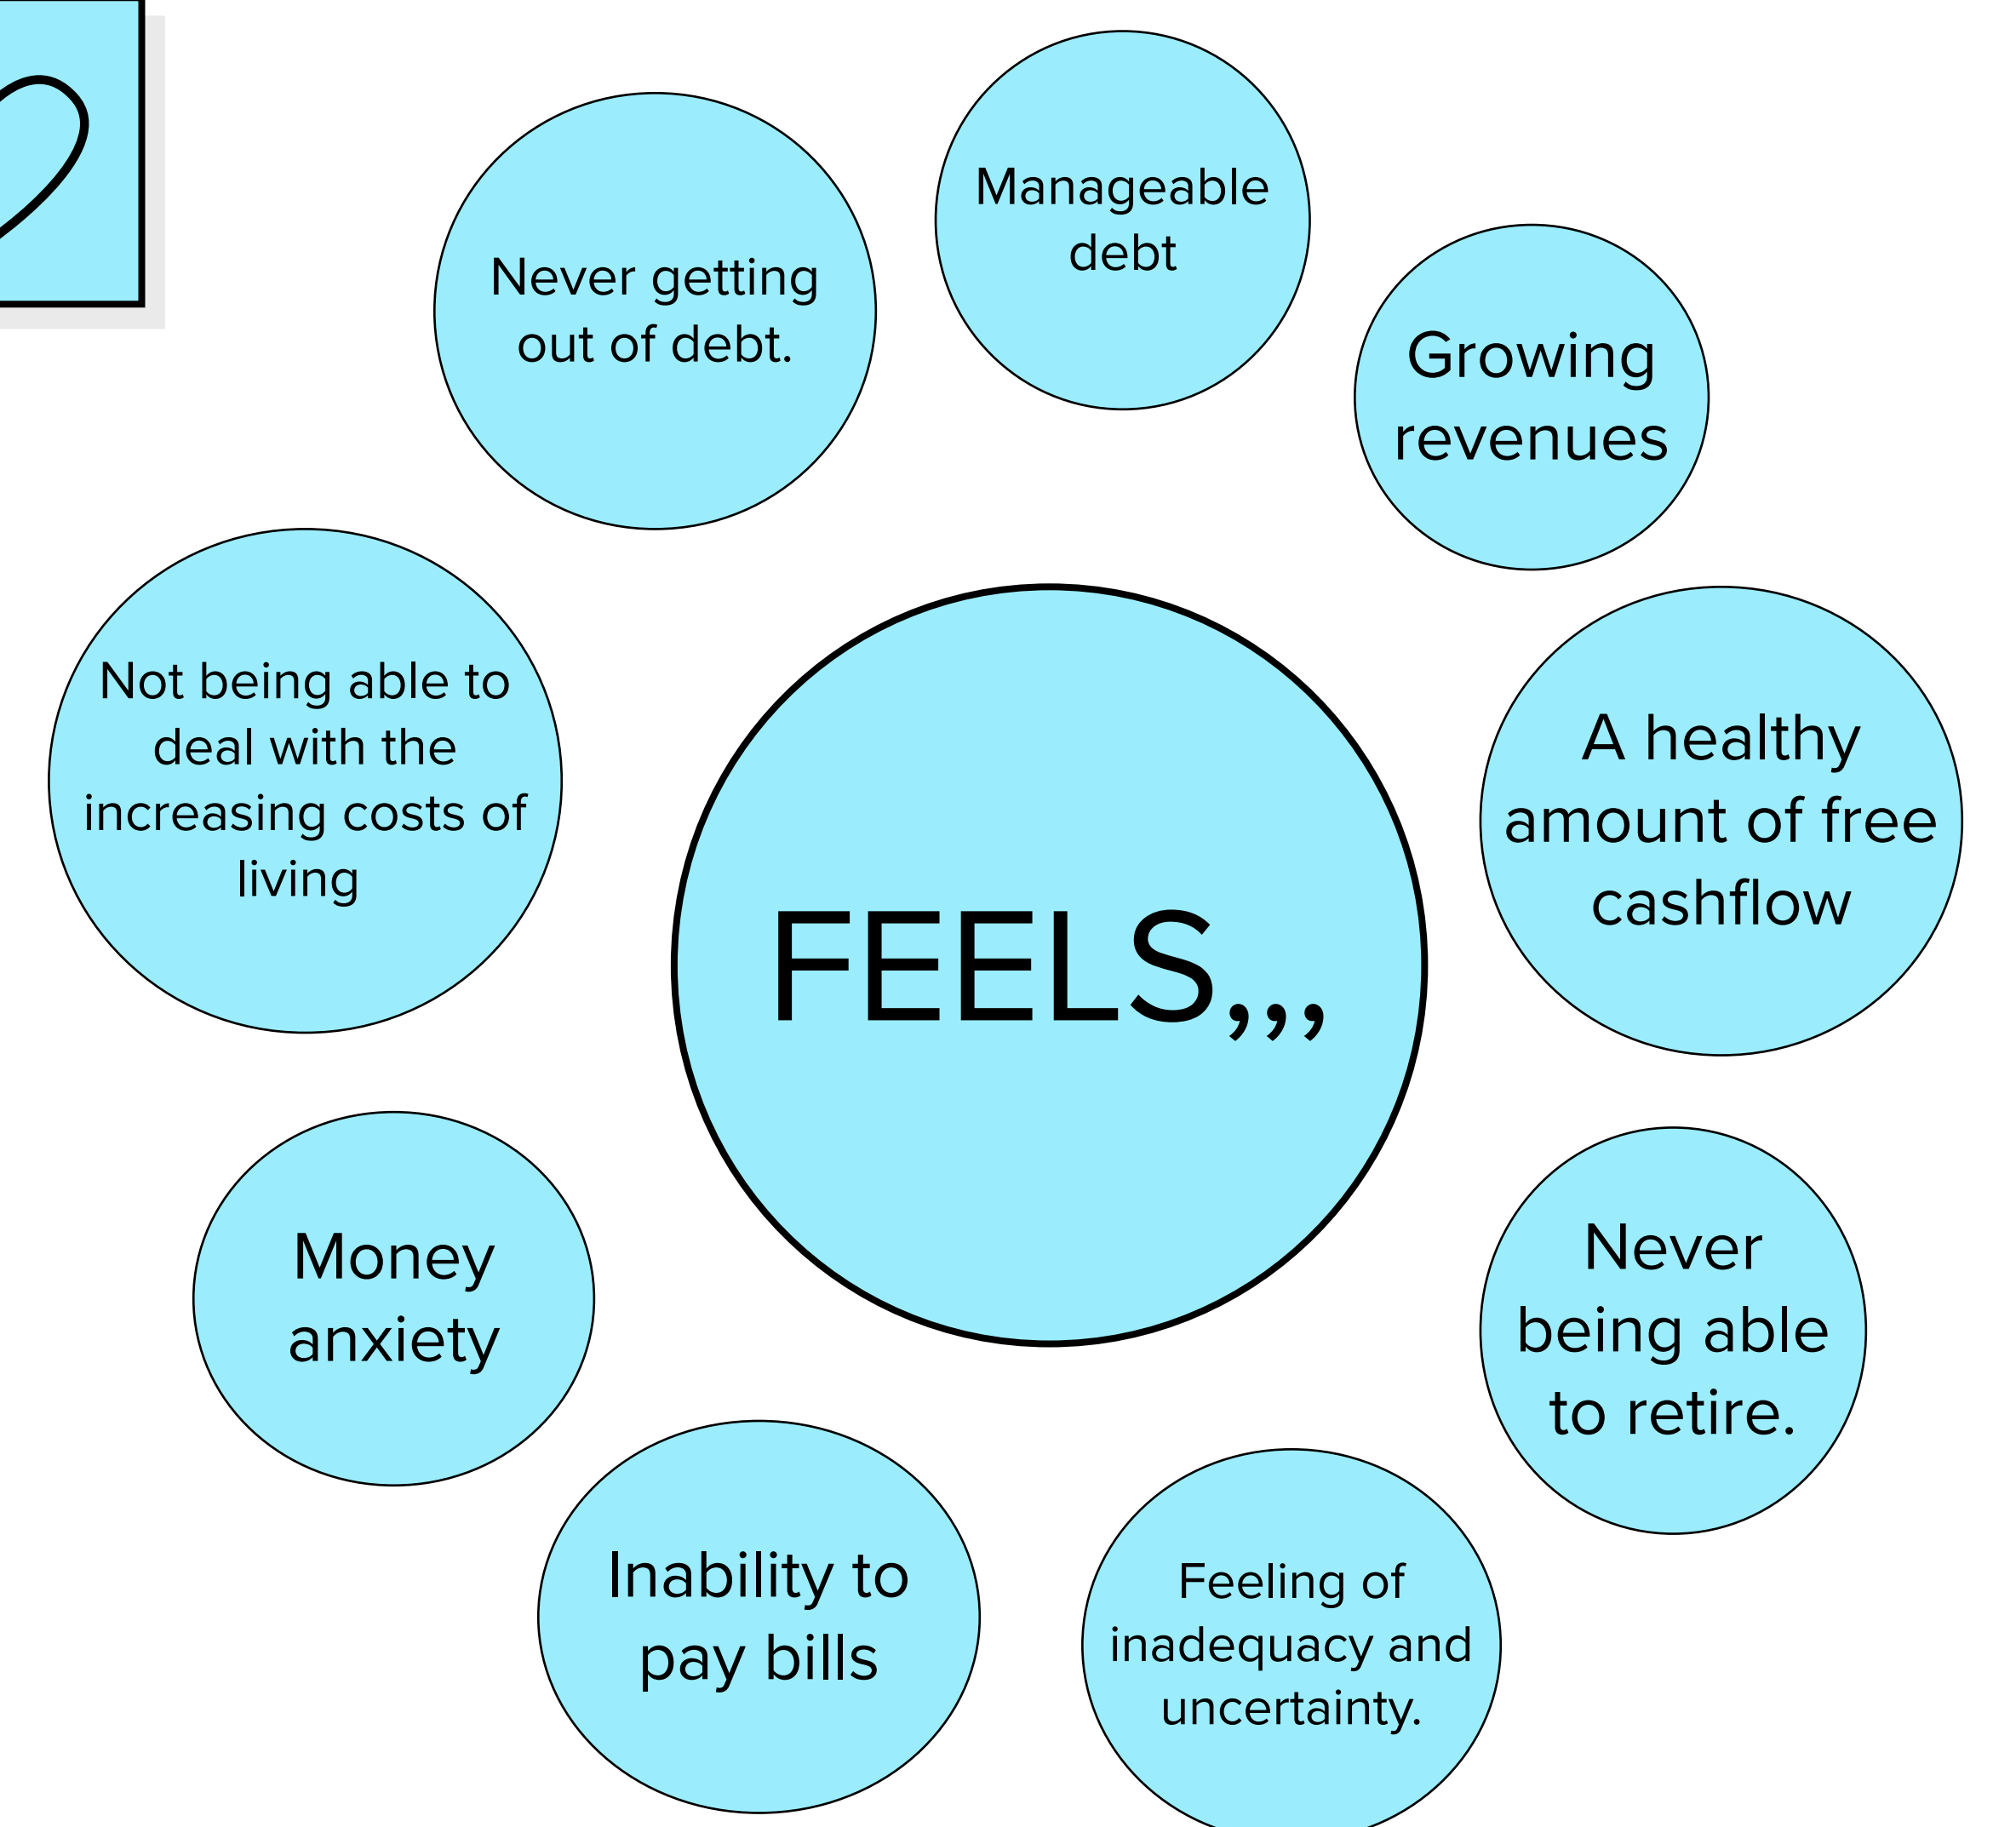 Manageable
debt
Never getting
out of debt.
Growing
revenues
Not being able to
deal with the
increasing costs of
living
A healthy
amount of free
cashflow
FEELS,,,
Money
anxiety
Never
being able
to retire.
Inability to
pay bills
Feeling of
inadequacy and
uncertainty.